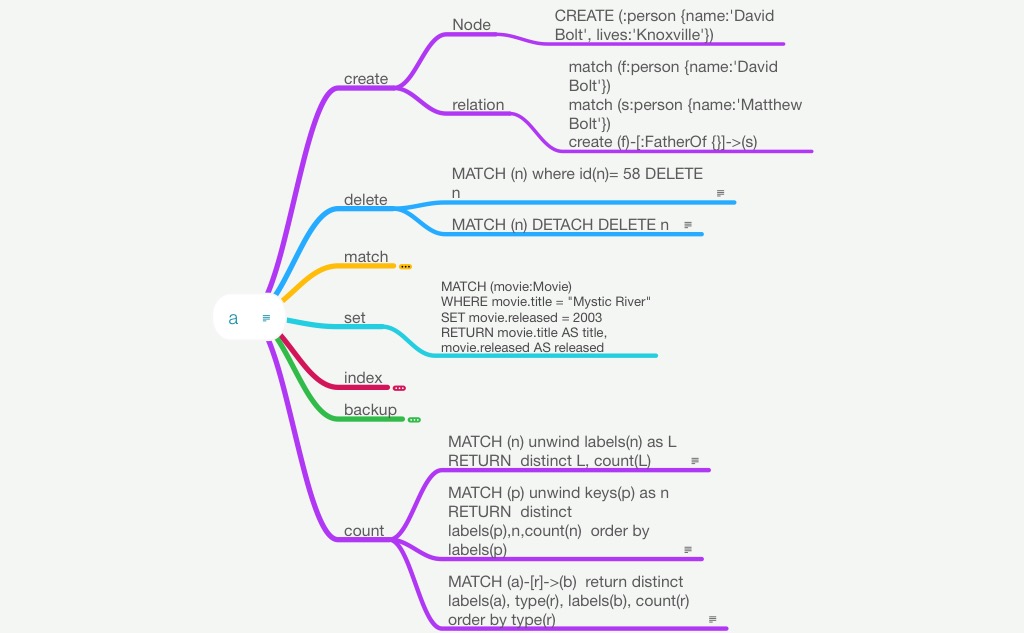 a
create
Node
CREATE (:person {name:'David
Bolt', lives:'Knoxville'})
relation
match (f:person {name:'David
Bolt'})
match (s:person {name:'Matthew
Bolt'})
create (f)-[:FatherOf {}]->(s)
delete
MATCH (n) where id(n)= 58 DELETE
n
MATCH (n) DETACH DELETE n
match
set
MATCH (movie:Movie)
WHERE movie.title = "Mystic River"
SET movie.released = 2003
RETURN movie.title AS title,
movie.released AS released
index
backup
count
MATCH (n) unwind labels(n) as L
RETURN  distinct L, count(L)
MATCH (p) unwind keys(p) as n
RETURN  distinct
labels(p),n,count(n)  order by
labels(p)
MATCH (a)-[r]->(b)  return distinct
labels(a), type(r), labels(b), count(r)
order by type(r)